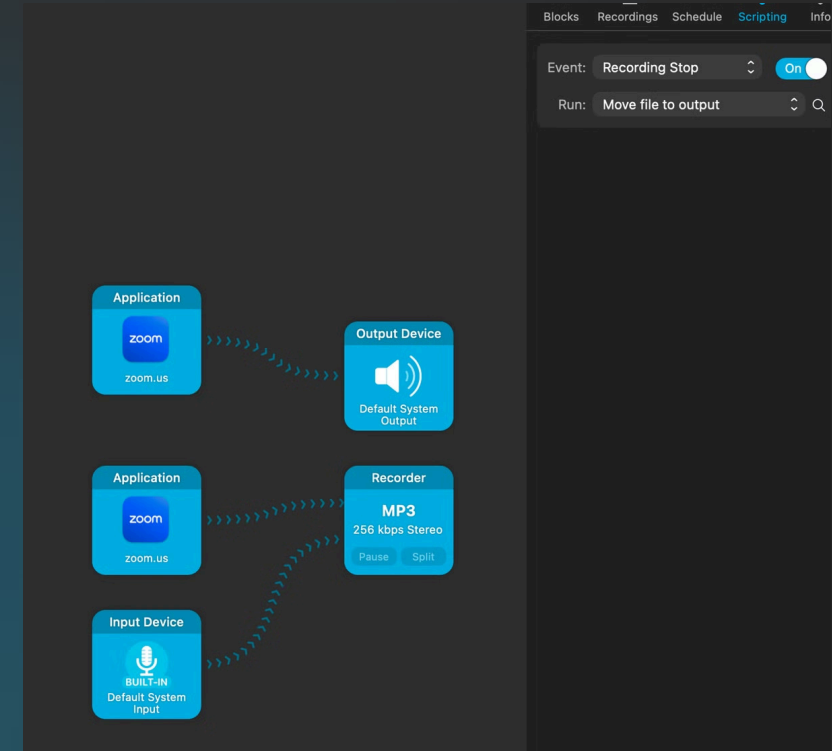 Blocks Recordings Schedule Scripting Info
Event: Recording Stop On
Run: Move file to output
Application
zoom
zoom.us
Output Device
Default System
Output
Application
zoom
zoom.us
Recorder
MP3
256 kbps Stereo
Pause Split
Input Device
BUILT-IN
Default System
Input